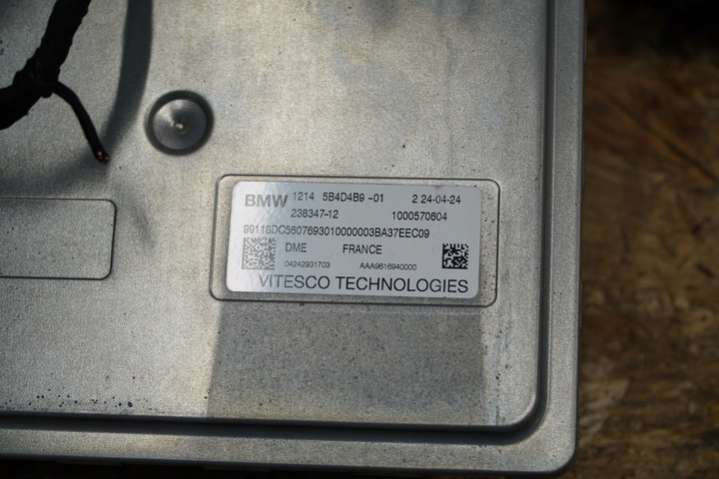 BMW 1214 5B4D4B9 -01 2 24-04-24
238347-12 1000570604
99118DC5607693010000003BA37EEC09
DME FRANCE
04242931703 AAA9616940000
VITESCO TECHNOLOGIES